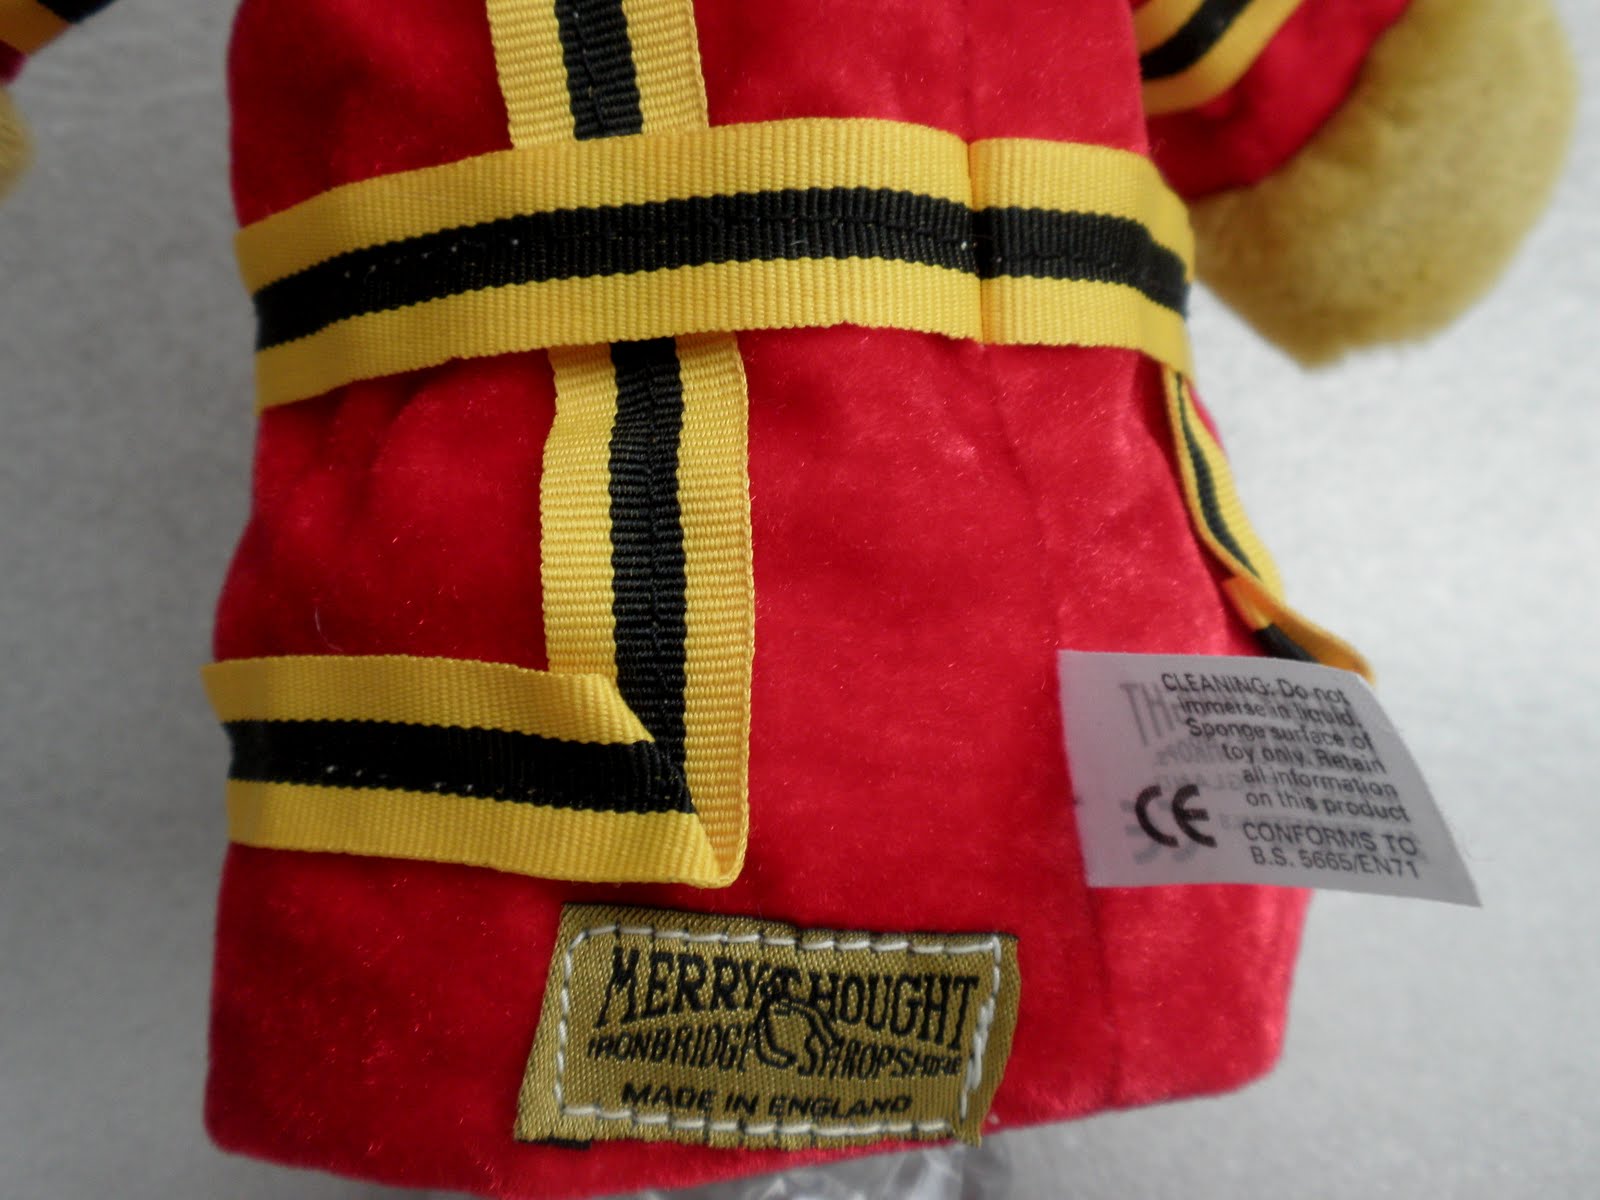 CLEANING: Do not
immerse in liquid.
Sponge surface of
toy only. Retain
all information
on this product
CE
CONFORMS TO
B.S. 5665/EN71
MERRYTHOUGHT
IRONBRIDGE SHROPSHIRE
MADE IN ENGLAND